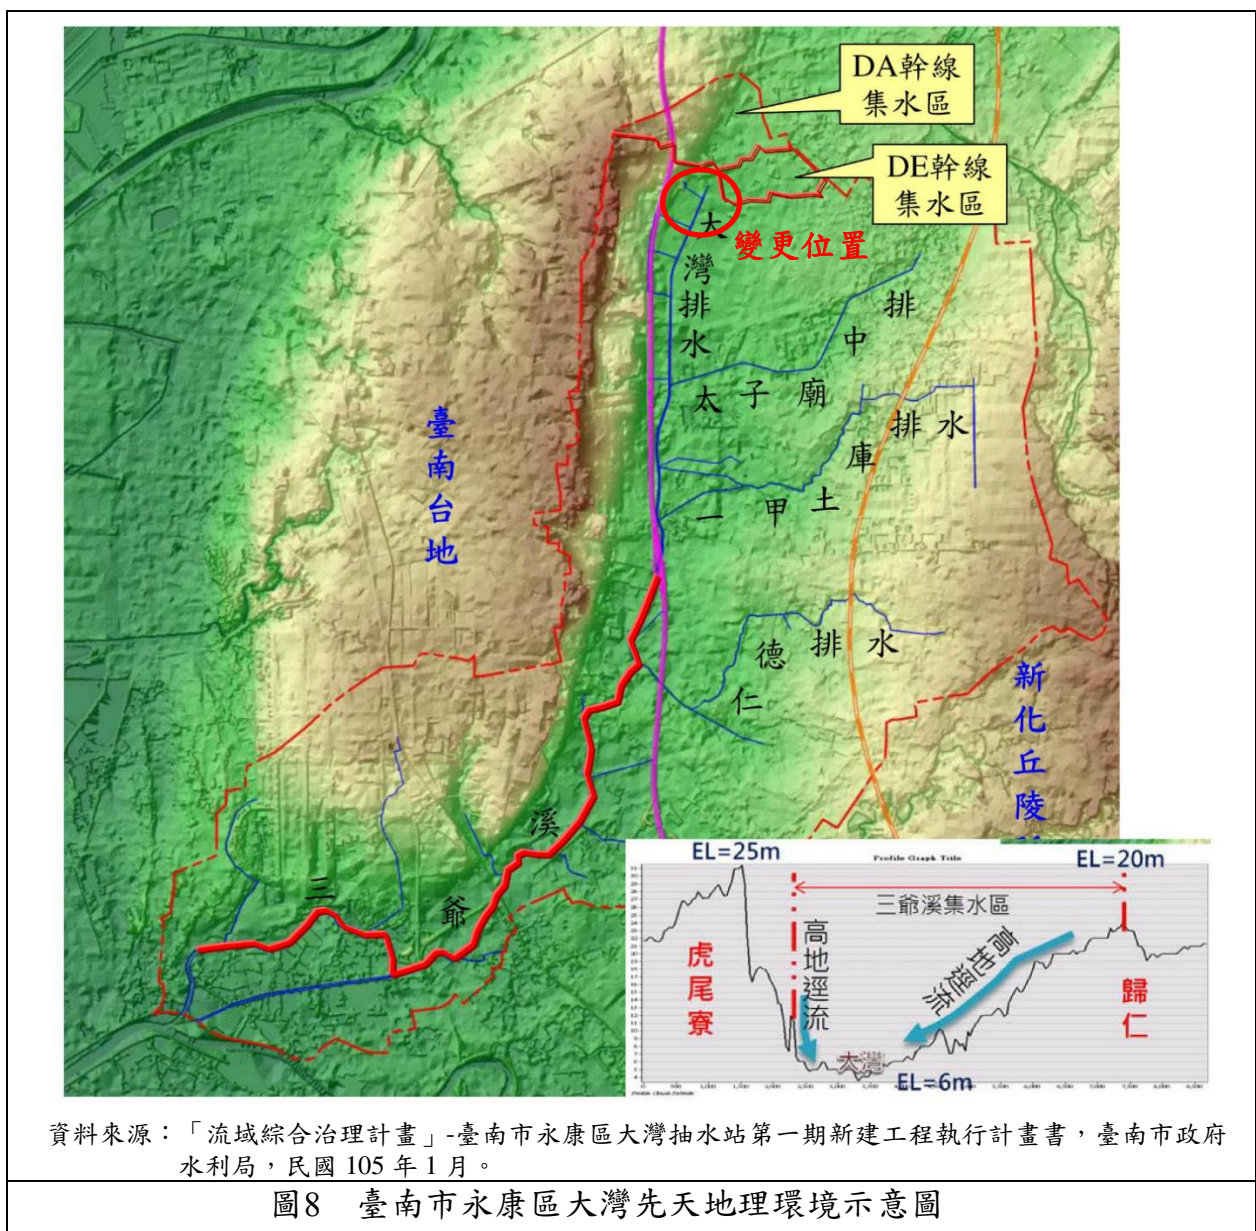 DA幹線
集水區
DE幹線
集水區
變更位置
大灣排水
太子廟中排
臺南台地
一甲土庫排水
仁德排水
新化丘陵
三爺溪
EL=25m
Profile Graph Title
EL=20m
三爺溪集水區
高地逕流
高地逕流
虎尾寮
歸仁
大灣
EL=6m
資料來源：「流域綜合治理計畫」-臺南市永康區大灣抽水站第一期新建工程執行計畫書，臺南市政府
水利局，民國 105 年 1 月。
圖8 臺南市永康區大灣先天地理環境示意圖